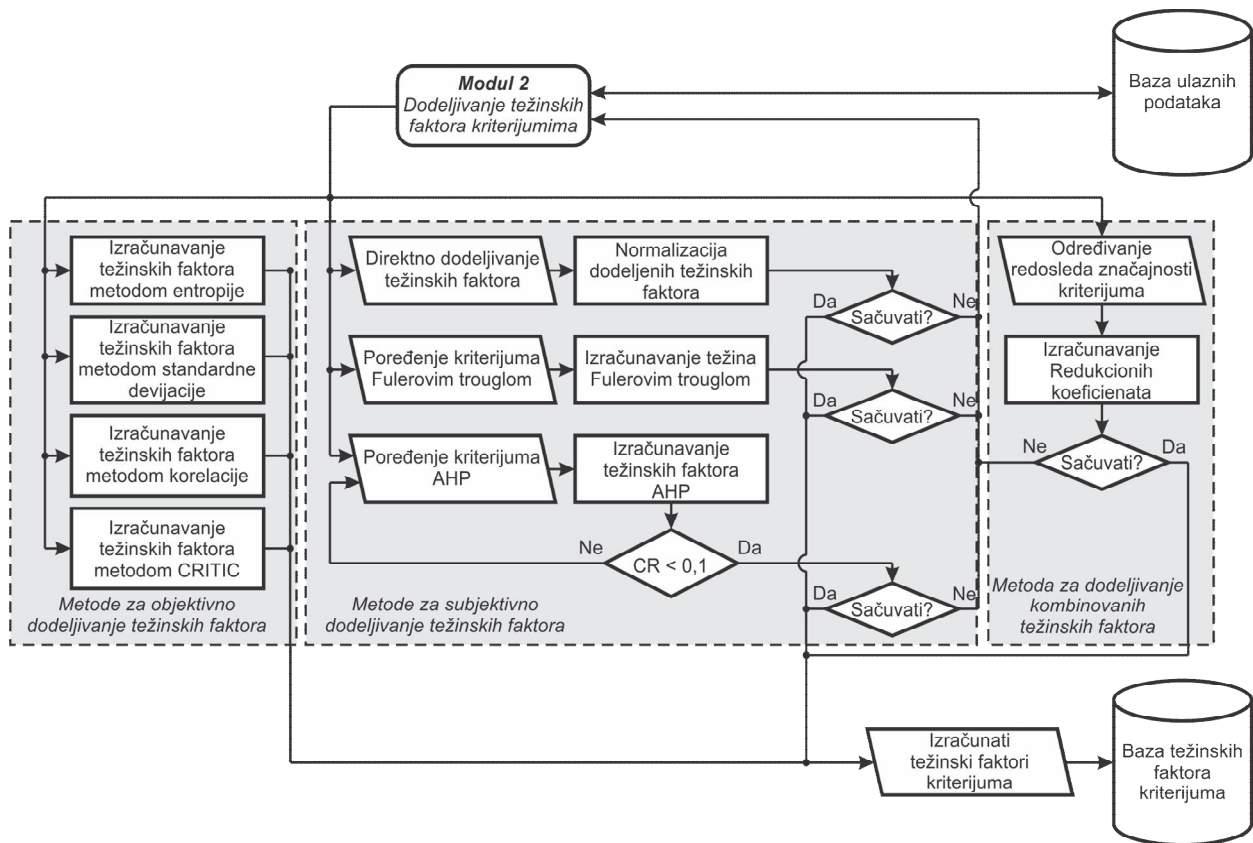 Modul 2
Dodeljivanje težinskih
faktora kriterijumima
Baza ulaznih
podataka
Izračunavanje
težinskih faktora
metodom entropije
Izračunavanje
težinskih faktora
metodom standardne
devijacije
Izračunavanje
težinskih faktora
metodom korelacije
Izračunavanje
težinskih faktora
metodom CRITIC
Metode za objektivno
dodeljivanje težinskih faktora
Direktno dodeljivanje
težinskih faktora
Normalizacija
dodeljenih težinskih
faktora
Da
Sačuvati?
Ne
Poređenje kriterijuma
Fulerovim trouglom
Izračunavanje težina
Fulerovim trouglom
Da
Sačuvati?
Ne
Poređenje kriterijuma
AHP
Izračunavanje
težinskih faktora
AHP
Ne
CR < 0,1
Da
Da
Sačuvati?
Ne
Metode za subjektivno
dodeljivanje težinskih faktora
Određivanje
redosleda značajnosti
kriterijuma
Izračunavanje
Redukcionih
koeficienata
Ne
Sačuvati?
Da
Metoda za dodeljivanje
kombinovanih
težinskih faktora
Izračunati
težinski faktori
kriterijuma
Baza težinskih
faktora
kriterijuma